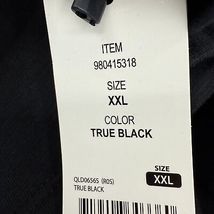 ITEM
980415318
SIZE
XXL
COLOR
TRUE BLACK
QLD06565 (R05)
TRUE BLACK
SIZE
XXL